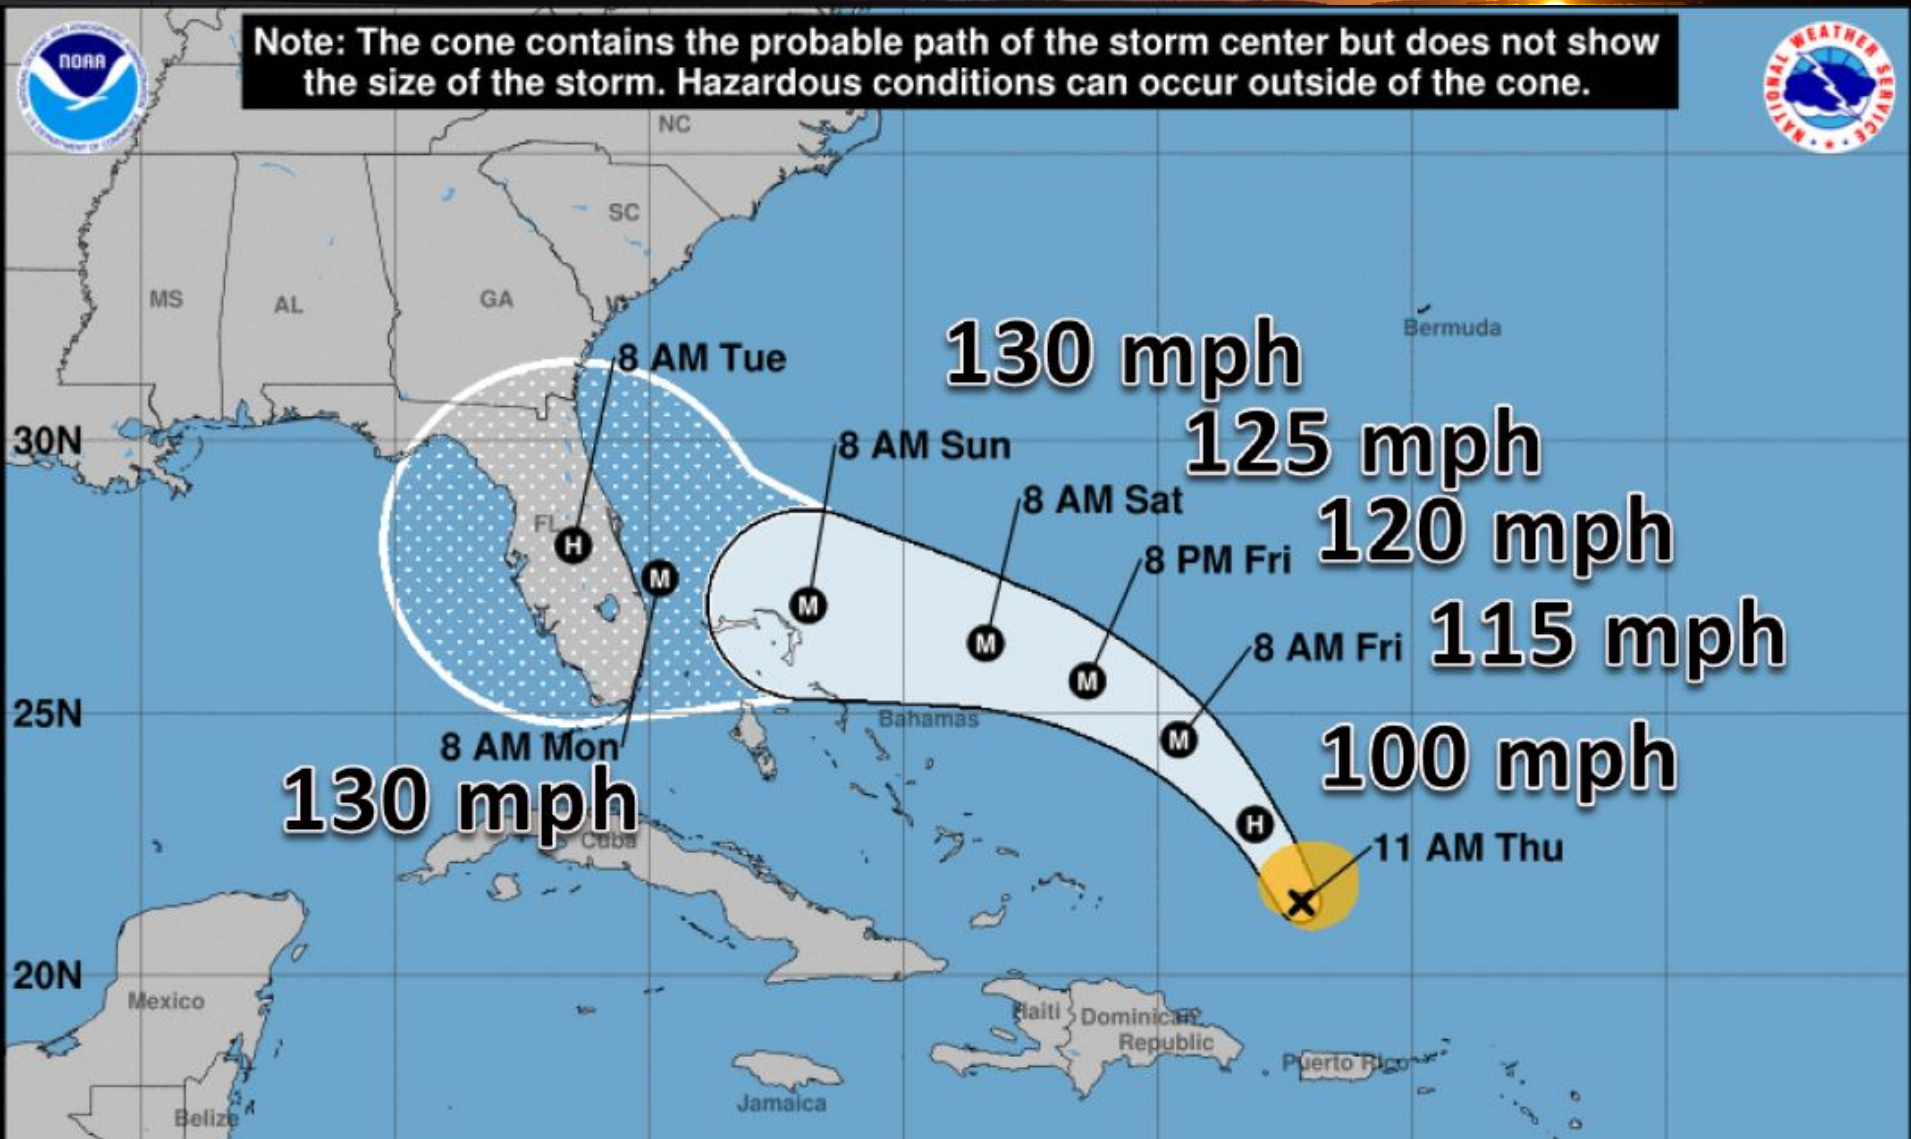 Note: The cone contains the probable path of the storm center but does not show
the size of the storm. Hazardous conditions can occur outside of the cone.
NOAA
NATIONAL WEATHER SERVICE
NC
SC
MS
AL
GA
Bermuda
130 mph
8 AM Tue
125 mph
30N
8 AM Sun
8 AM Sat
120 mph
FL
H
8 PM Fri
M
M
115 mph
M
8 AM Fri
M
25N
Bahamas
M
8 AM Mon
100 mph
130 mph
H
Cuba
11 AM Thu
20N
Mexico
Haiti
Dominican
Republic
Puerto Rico
Jamaica
Belize